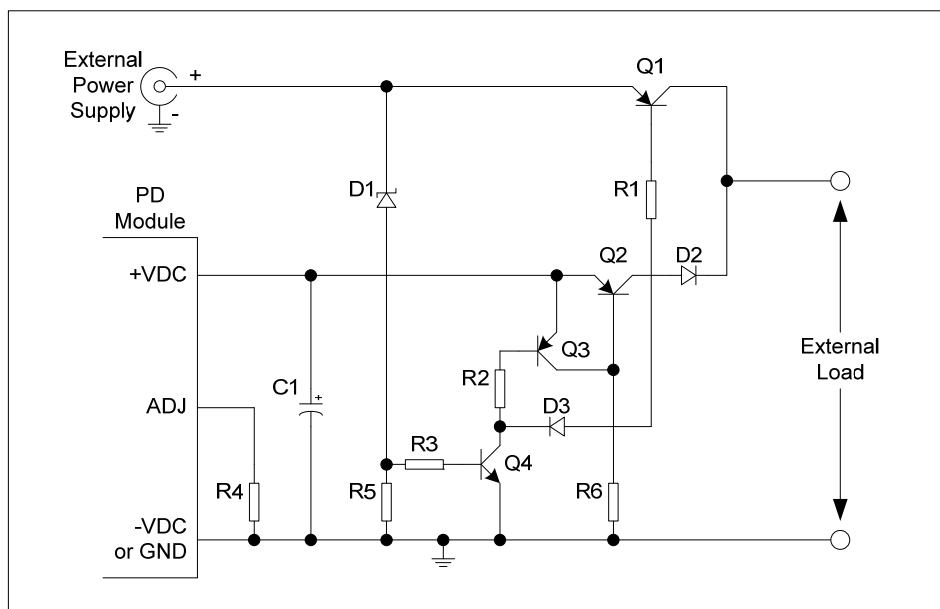 External
Power
Supply
+
-
Q1
D1
R1
PD
Module
+VDC
Q2
D2
Q3
R2
C1
+
D3
ADJ
R3
Q4
R4
R5
R6
-VDC
or GND
External
Load